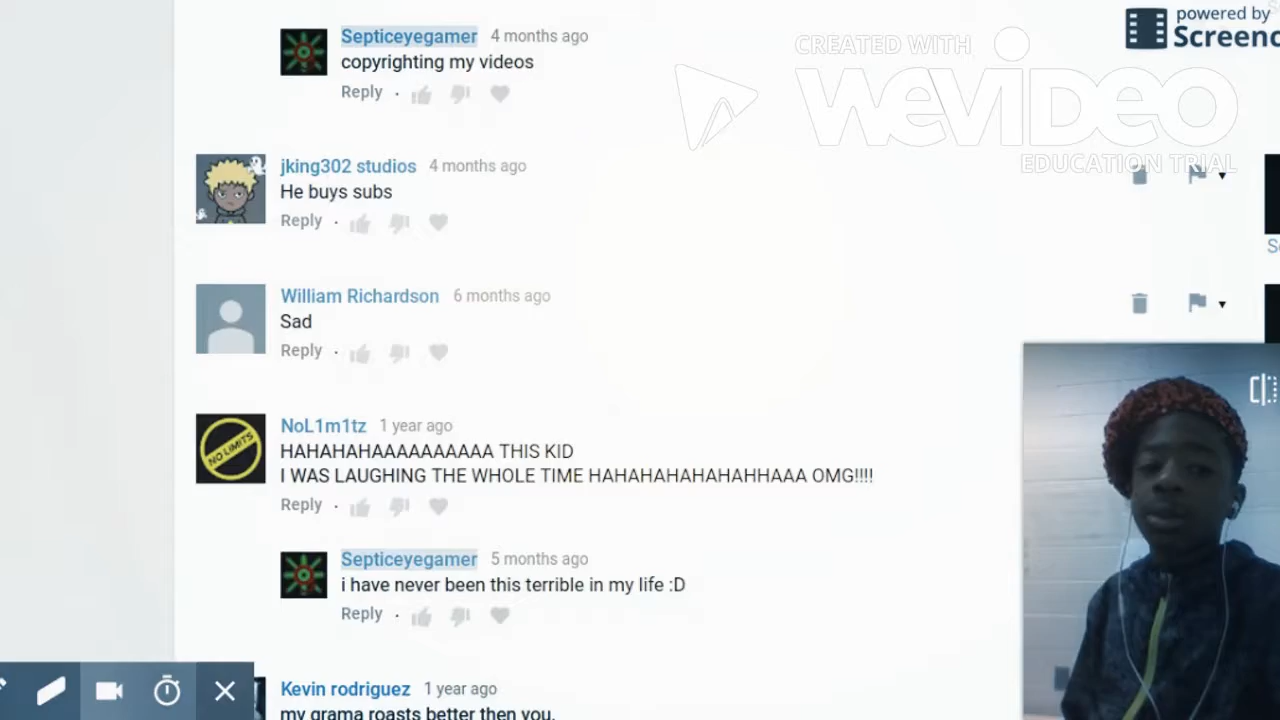 Septiceyegamer 4 months ago
copyrighting my videos
Reply
powered by
CREATED WITH
WeVideo
EDUCATION TRIAL
jking302 studios 4 months ago
He buys subs
Reply
William Richardson 6 months ago
Sad
Reply
NO LIMITS
NoL1m1tz 1 year ago
HAHAHAHAAAAAAAAAA THIS KID
I WAS LAUGHING THE WHOLE TIME HAHAHAHAHAHAHHAAA OMG!!!!
Reply
Septiceyegamer 5 months ago
i have never been this terrible in my life :D
Reply
Kevin rodriguez 1 year ago
my grama roasts better then you.